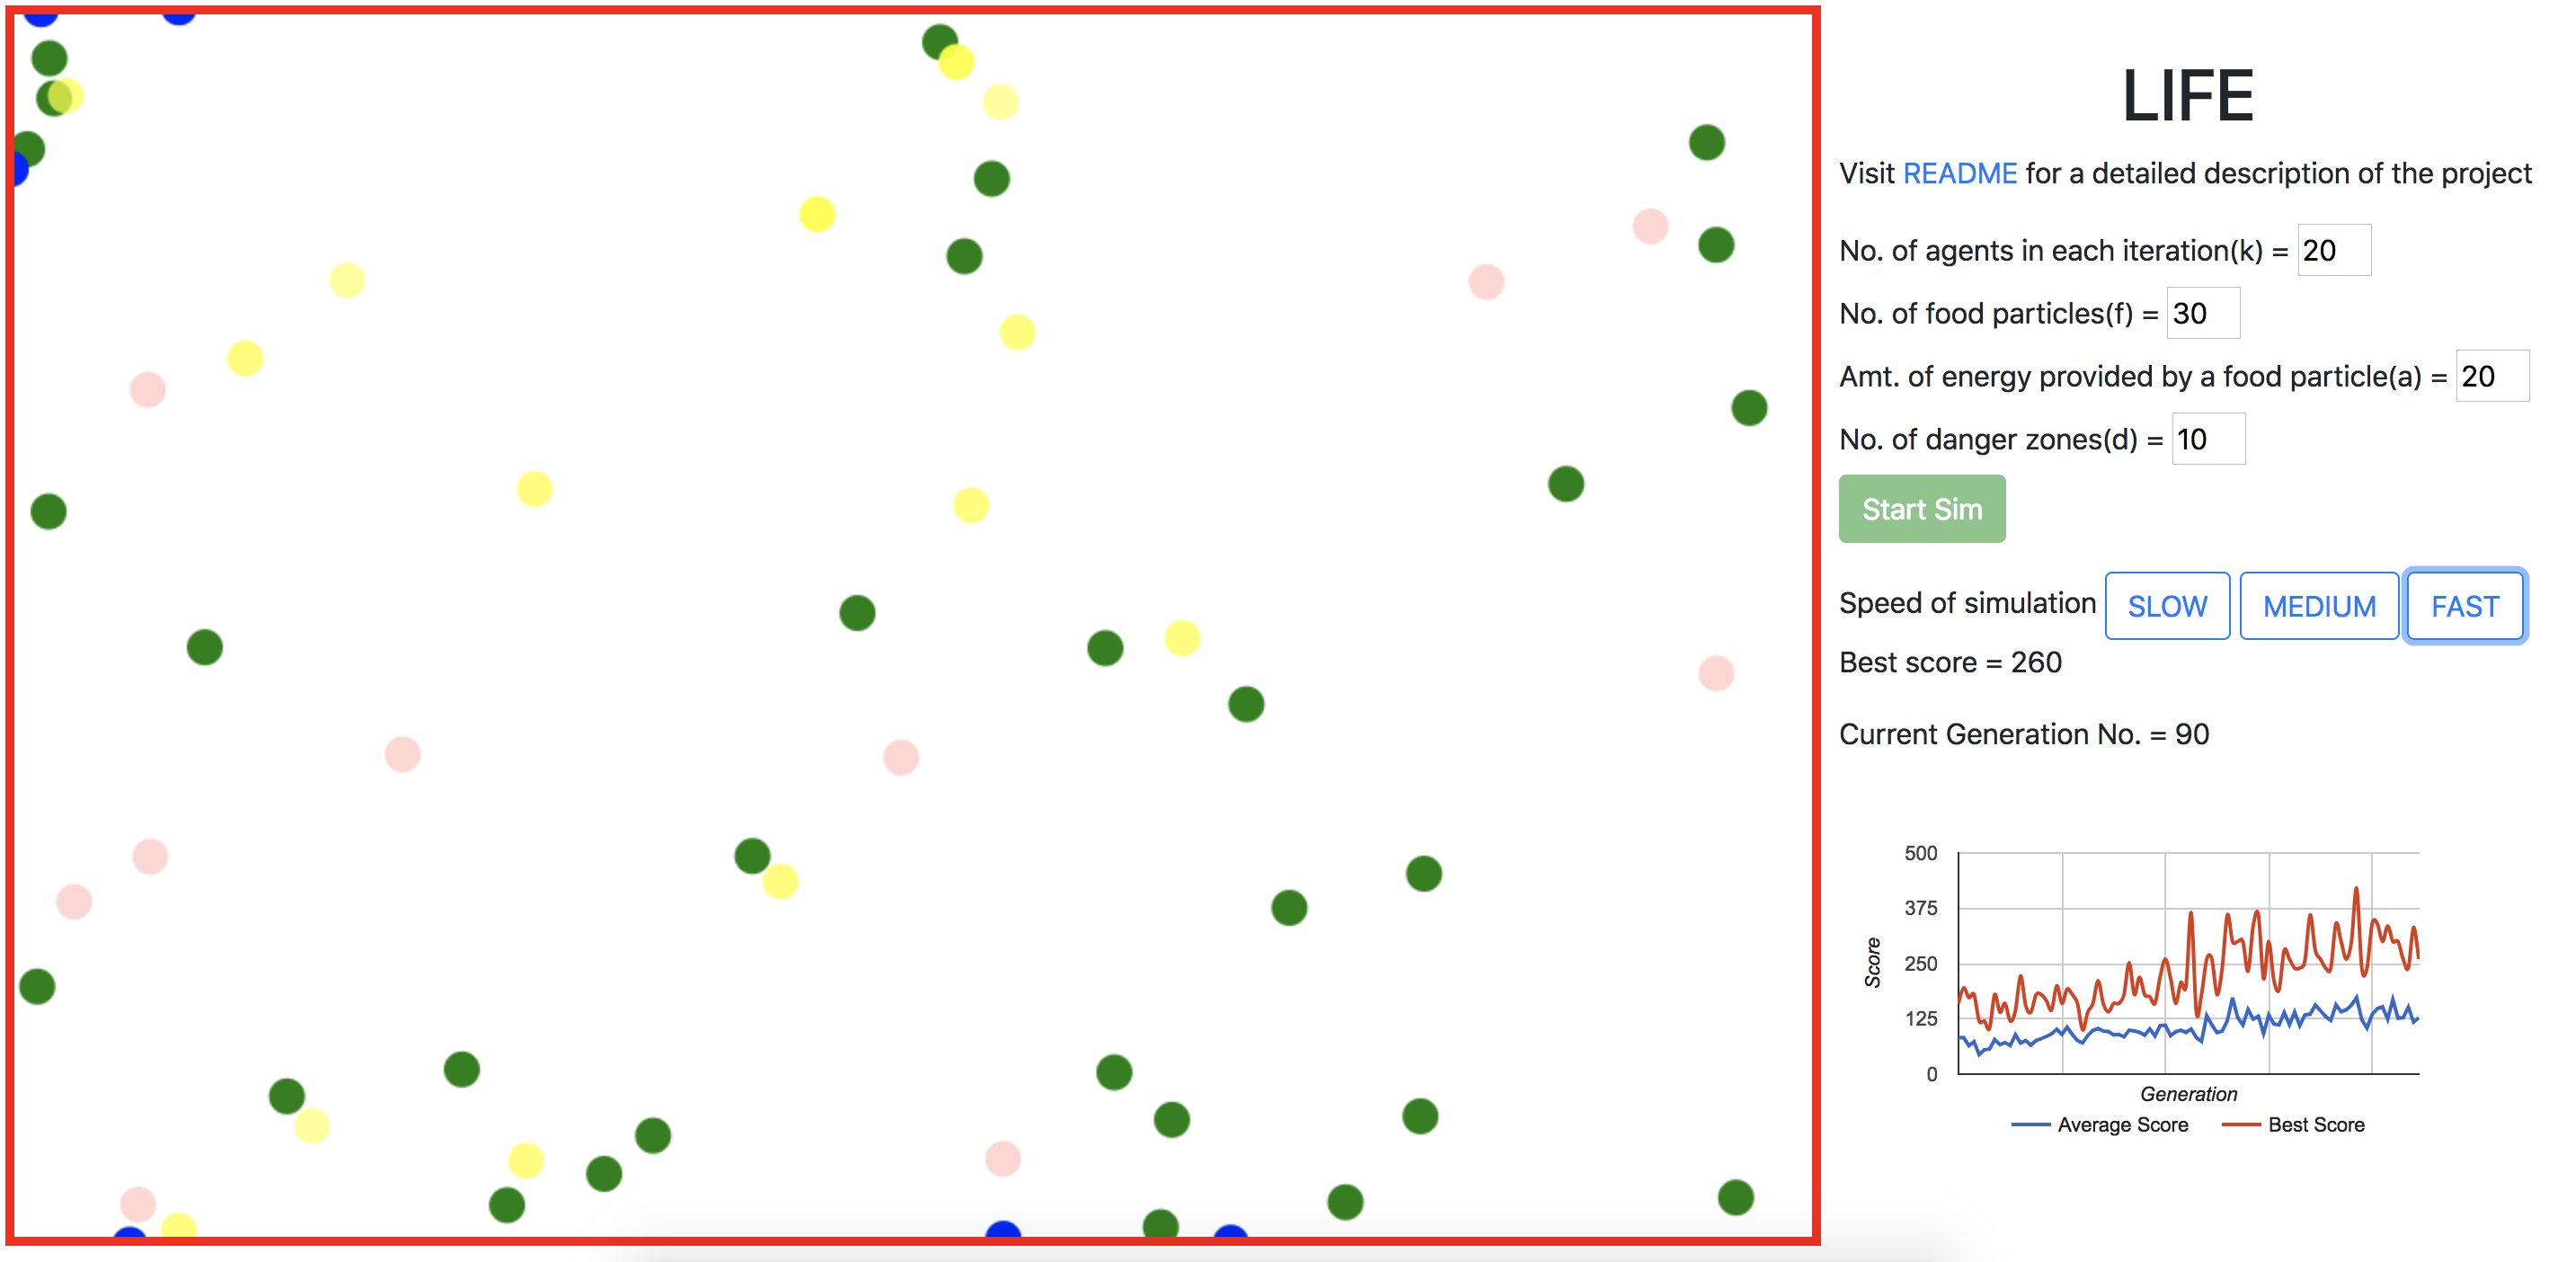 LIFE
Visit README for a detailed description of the project
No. of agents in each iteration(k) = 20
No. of food particles(f) = 30
Amt. of energy provided by a food particle(a) = 20
No. of danger zones(d) = 10
Start Sim
Speed of simulation SLOW MEDIUM FAST
Best score = 260
Current Generation No. = 90
500
375
250
125
0
Score
Generation
Average Score Best Score